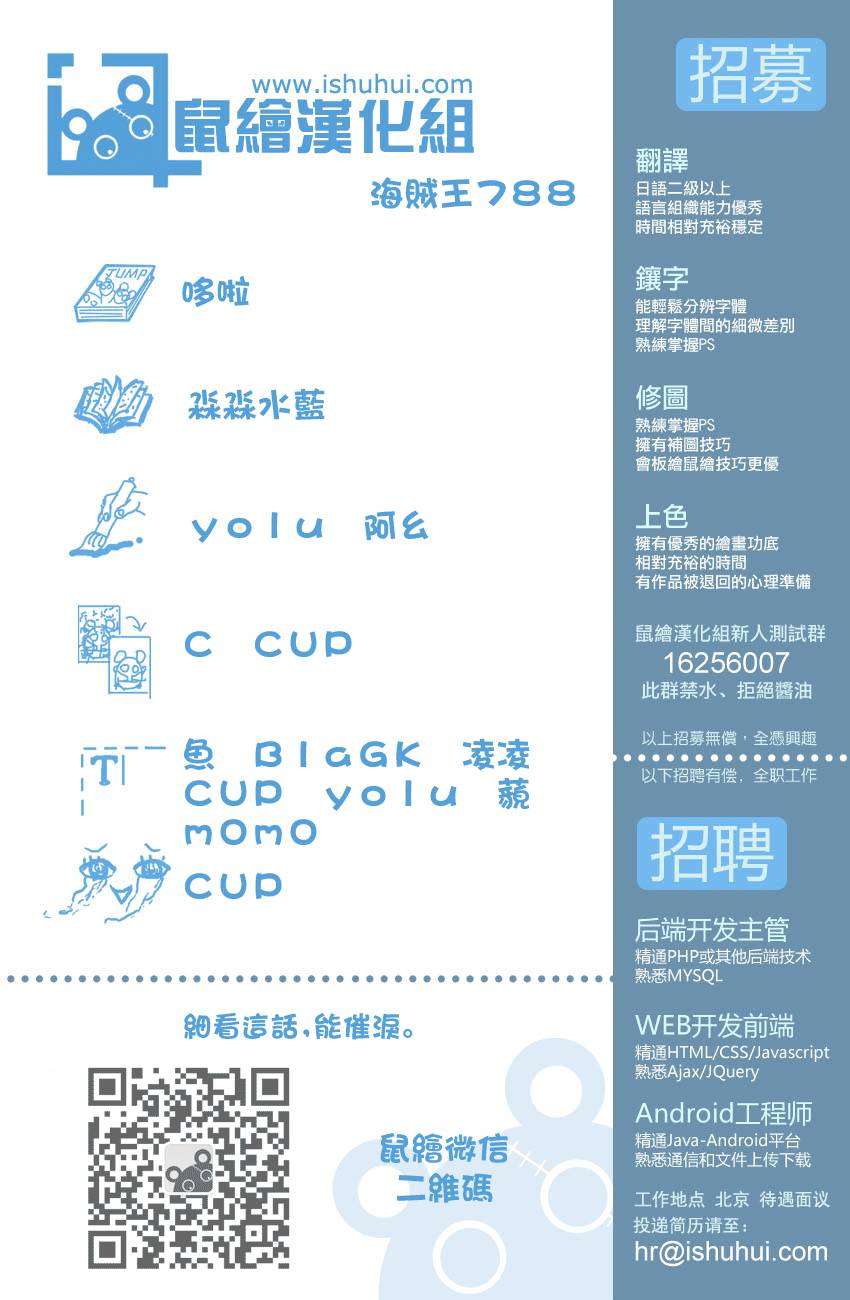 www.ishuhui.com
鼠繪漢化組
海賊王788
JUMP
哆啦
淼淼水藍
yolu 阿幺
C CUP
T
魚 BlaGK 凌凌
CUP yolu 蘋
mOmO
CUP
細看這話,能催淚。
鼠繪微信
二維碼
招募
翻譯
日語二級以上
語言組織能力優秀
時間相對充裕穩定
鑲字
能輕鬆分辨字體
理解字體間的細微差別
熟練掌握PS
修圖
熟練掌握PS
擁有補圖技巧
會板繪鼠繪技巧更優
上色
擁有優秀的繪畫功底
相對充裕的時間
有作品被退回的心理準備
鼠繪漢化組新人測試群
16256007
此群禁水、拒絕醬油
以上招募無償，全憑興趣
以下招聘有偿，全职工作
招聘
后端开发主管
精通PHP或其他后端技术
熟悉MYSQL
WEB开发前端
精通HTML/CSS/Javascript
熟悉Ajax/JQuery
Android工程师
精通Java-Android平台
熟悉通信和文件上传下载
工作地点 北京 待遇面议
投递简历请至：
hr@ishuhui.com